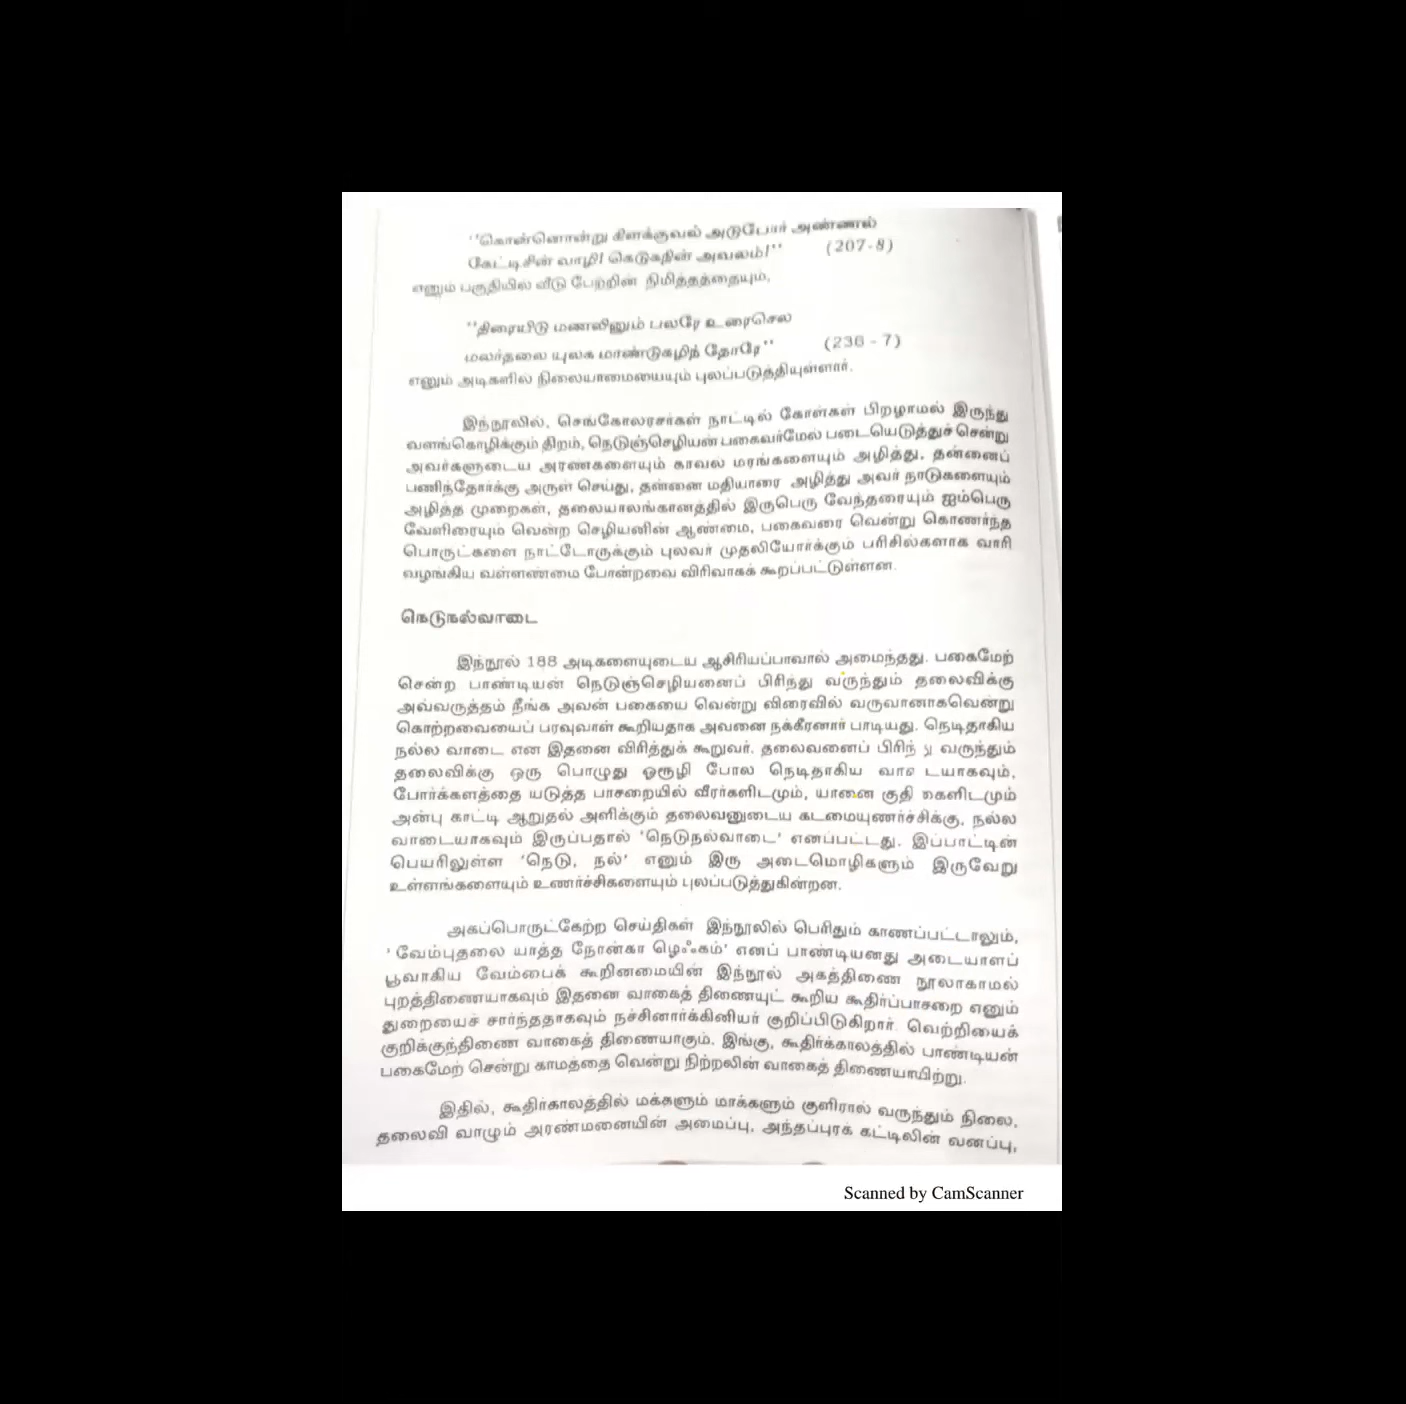 ''கொன்னொன்று கிளக்குவல் அடுபோர் அண்ணல்
கேட்டிசின் வாழி! கெடுகநின் அவலம்!'' (207-8)
எனும் பகுதியில் வீடு பேற்றின் நிமித்தத்தையும்,
''திரையிடு மணலினும் பலரே உரைசெல
மலர்தலை யுலக மாண்டுகழிந் தோரே'' (236 - 7)
எனும் அடிகளில் நிலையாமையையும் புலப்படுத்தியுள்ளார்.
இந்நூலில், செங்கோலரசர்கள் நாட்டில் கோள்கள் பிறழாமல் இருந்து
வளங்கொழிக்கும் திறம், நெடுஞ்செழியன் பகைவர்மேல் படையெடுத்துச் சென்று
அவர்களுடைய அரண்களையும் காவல் மரங்களையும் அழித்து, தன்னைப்
பணிந்தோர்க்கு அருள் செய்து, தன்னை மதியாரை அழித்து அவர் நாடுகளையும்
அழித்த முறைகள், தலையாலங்கானத்தில் இருபெரு வேந்தரையும் ஐம்பெரு
வேளிரையும் வென்ற செழியனின் ஆண்மை, பகைவரை வென்று கொணர்ந்த
பொருட்களை நாட்டோருக்கும் புலவர் முதலியோர்க்கும் பரிசில்களாக வாரி
வழங்கிய வள்ளண்மை போன்றவை விரிவாகக் கூறப்பட்டுள்ளன.
நெடுநல்வாடை
இந்நூல் 188 அடிகளையுடைய ஆசிரியப்பாவால் அமைந்தது. பகைமேற்
சென்ற பாண்டியன் நெடுஞ்செழியனைப் பிரிந்து வருந்தும் தலைவிக்கு
அவ்வருத்தம் நீங்க அவன் பகையை வென்று விரைவில் வருவானாகவென்று
கொற்றவையைப் பரவுவாள் கூறியதாக அவனை நக்கீரனார் பாடியது. நெடிதாகிய
நல்ல வாடை என இதனை விரித்துக் கூறுவர். தலைவனைப் பிரிந் து வருந்தும்
தலைவிக்கு ஒரு பொழுது ஓரூழி போல நெடிதாகிய வாடையாகவும்,
போர்க்களத்தை யடுத்த பாசறையில் வீரர்களிடமும், யானை குதி கைளிடமும்
அன்பு காட்டி ஆறுதல் அளிக்கும் தலைவனுடைய கடமையுணர்ச்சிக்கு, நல்ல
வாடையாகவும் இருப்பதால் 'நெடுநல்வாடை' எனப்பட்டது. இப்பாட்டின்
பெயரிலுள்ள 'நெடு, நல்' எனும் இரு அடைமொழிகளும் இருவேறு
உள்ளங்களையும் உணர்ச்சிகளையும் புலப்படுத்துகின்றன.
அகப்பொருட்கேற்ற செய்திகள் இந்நூலில் பெரிதும் காணப்பட்டாலும்,
'வேம்புதலை யாத்த நோன்கா ழெஃகம்' எனப் பாண்டியனது அடையாளப்
பூவாகிய வேம்பைக் கூறினமையின் இந்நூல் அகத்திணை நூலாகாமல்
புறத்திணையாகவும் இதனை வாகைத் திணையுட் கூறிய கூதிர்ப்பாசறை எனும்
துறையைச் சார்ந்ததாகவும் நச்சினார்க்கினியர் குறிப்பிடுகிறார். வெற்றியைக்
குறிக்குந்திணை வாகைத் திணையாகும். இங்கு, கூதிர்க்காலத்தில் பாண்டியன்
பகைமேற் சென்று காமத்தை வென்று நிற்றலின் வாகைத் திணையாயிற்று.
இதில், கூதிர்காலத்தில் மக்களும் மாக்களும் குளிரால் வருந்தும் நிலை,
தலைவி வாழும் அரண்மனையின் அமைப்பு, அந்தப்புரக் கட்டிலின் வனப்பு,
Scanned by CamScanner